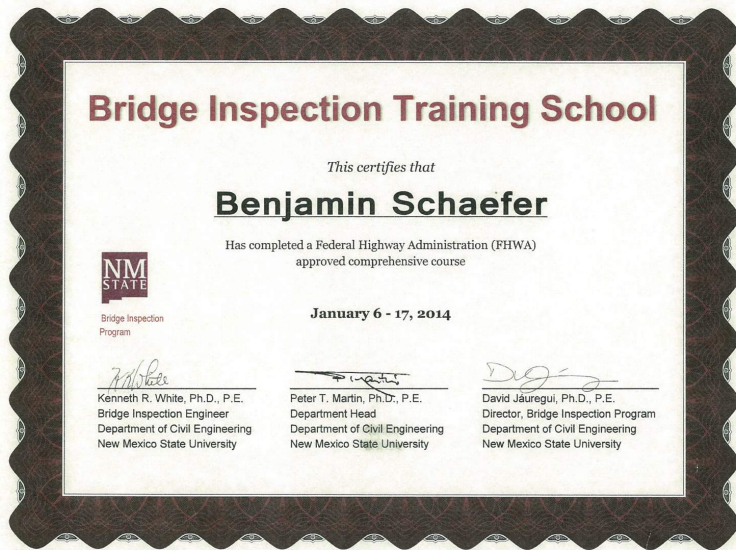 Bridge Inspection Training School
This certifies that
Benjamin Schaefer
Has completed a Federal Highway Administration (FHWA)
approved comprehensive course
NM
STATE
Bridge Inspection
Program
January 6 - 17, 2014
KRWhite
P Martin
Kenneth R. White, Ph.D., P.E.
Bridge Inspection Engineer
Department of Civil Engineering
New Mexico State University
Peter T. Martin, Ph.D., P.E.
Department Head
Department of Civil Engineering
New Mexico State University
David Jáuregui, Ph.D., P.E.
Director, Bridge Inspection Program
Department of Civil Engineering
New Mexico State University